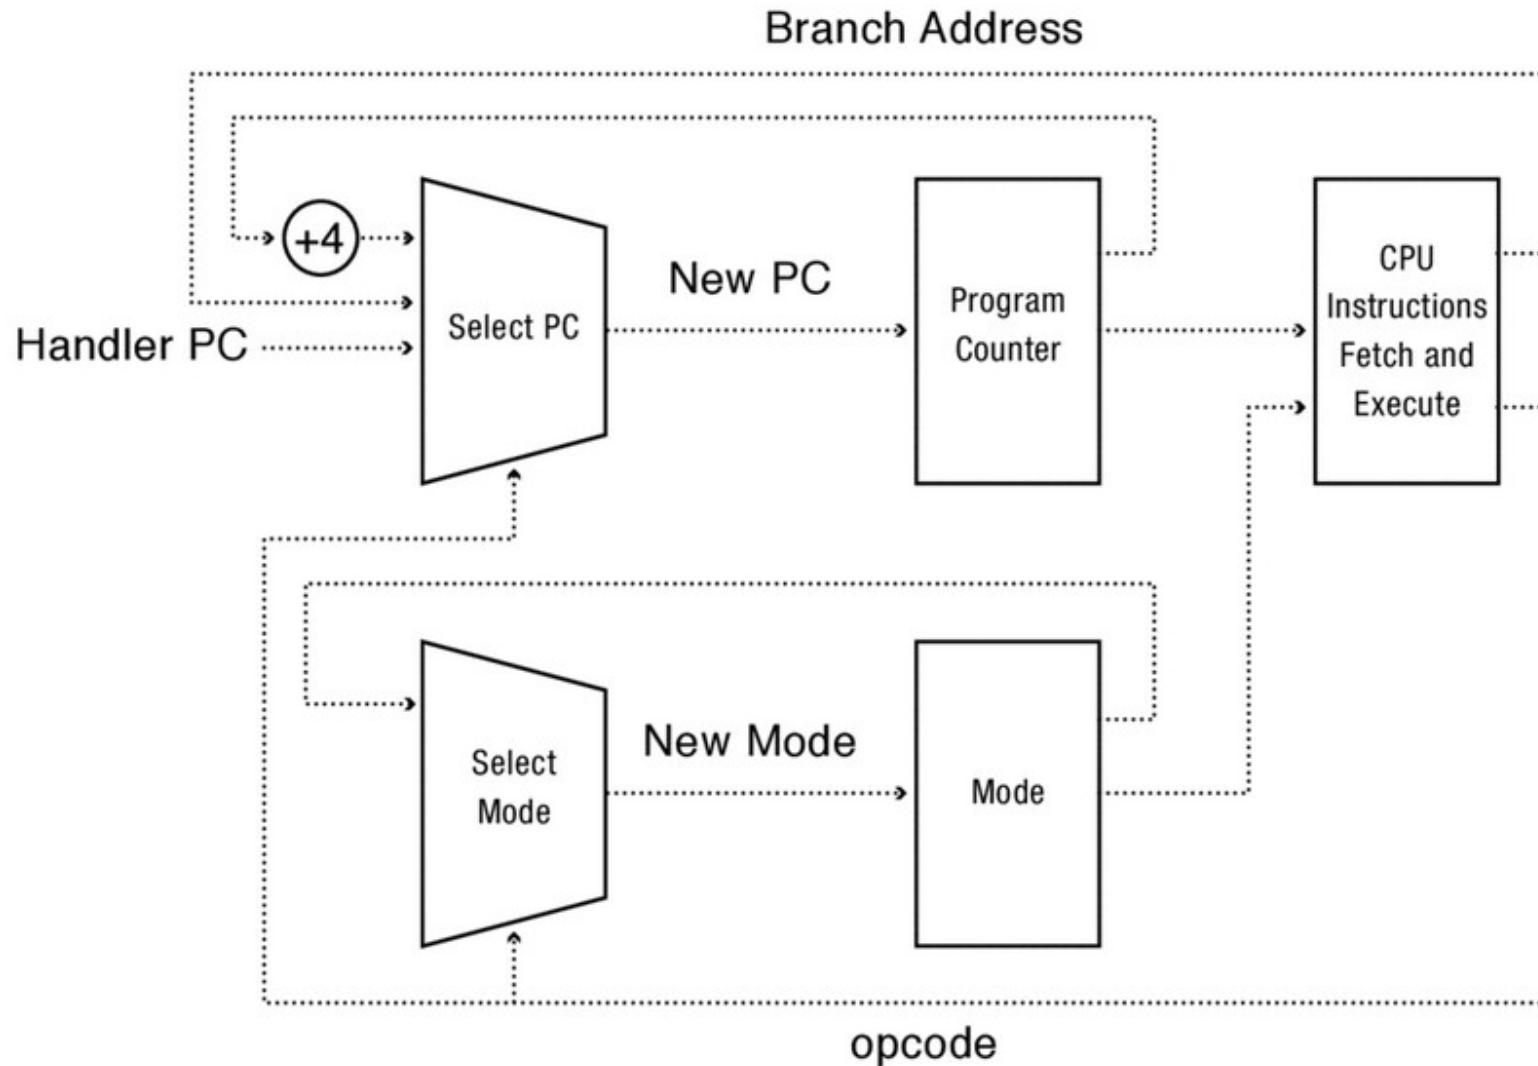 Branch Address
+4
Handler PC
Select PC
New PC
Program
Counter
CPU
Instructions
Fetch and
Execute
Select
Mode
New Mode
Mode
opcode